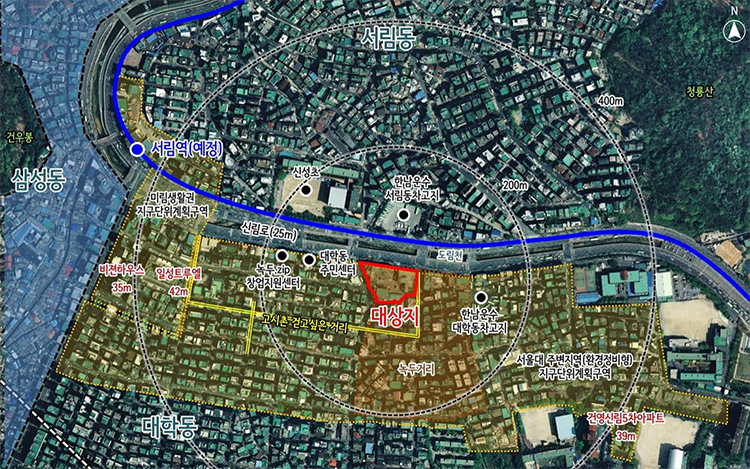 서림동
N
400m
청룡산
건우봉
서림역(예정)
삼성동
신성초
한남운수
서림동차고지
200m
미림생활권
지구단위계획구역
신림로(25m)
도림천
비젼하우스
35m
일성트루엘
42m
녹두.zip
창업지원센터
대학동
주민센터
대상지
한남운수
대학동차고지
고시촌 걷고싶은 거리
녹두거리
서울대 주변지역(환경정비형)
지구단위계획구역
대학동
건영신림5차아파트
39m